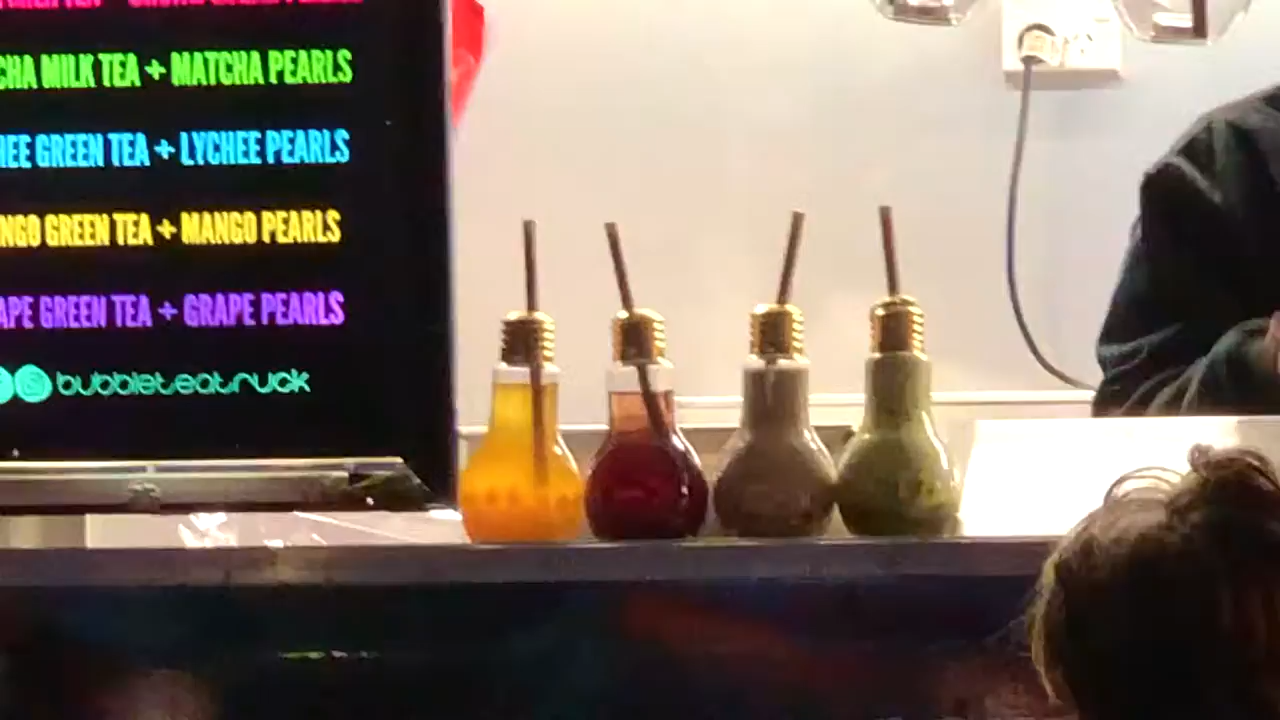 CHA MILK TEA + MATCHA PEARLS
HEE GREEN TEA + LYCHEE PEARLS
NGO GREEN TEA + MANGO PEARLS
APE GREEN TEA + GRAPE PEARLS
bubbleteatruck